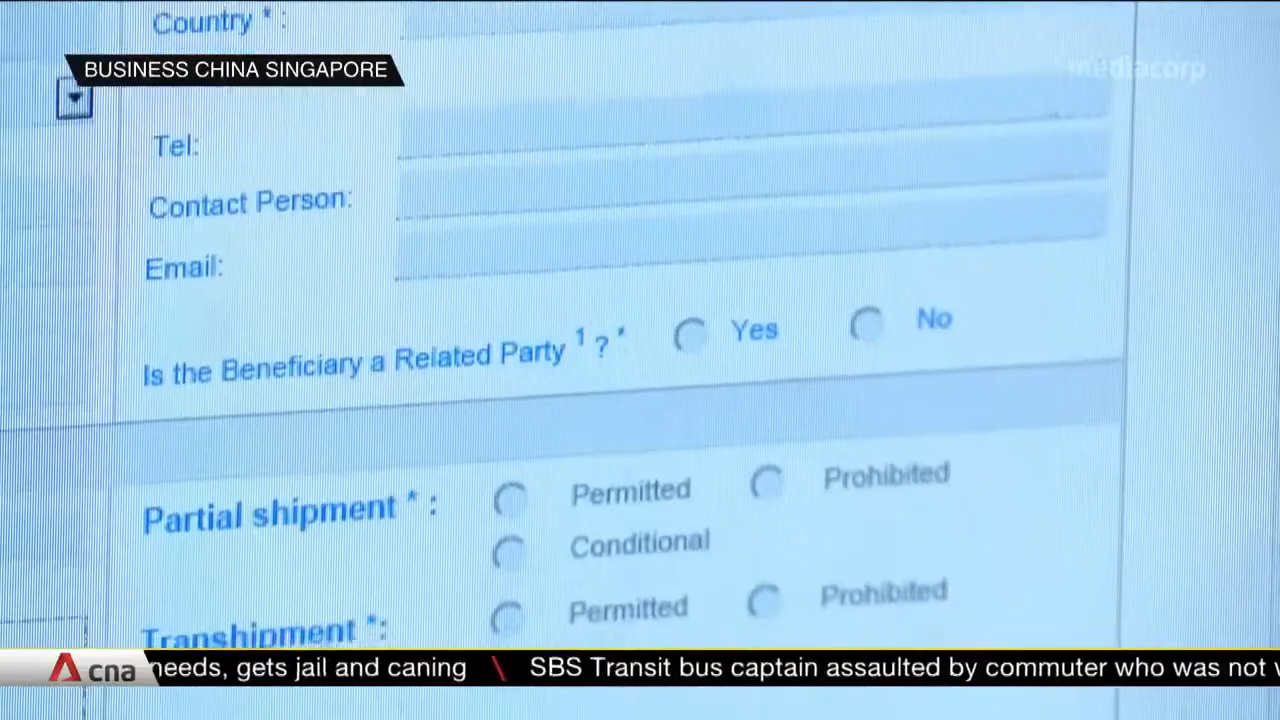 Country * :
BUSINESS CHINA SINGAPORE
mediacorp
Tel:
Contact Person:
Email:
Is the Beneficiary a Related Party 1 ? * Yes No
Partial shipment * : Permitted Prohibited
Conditional
Transhipment *: Permitted Prohibited
cna needs, gets jail and caning \ SBS Transit bus captain assaulted by commuter who was not